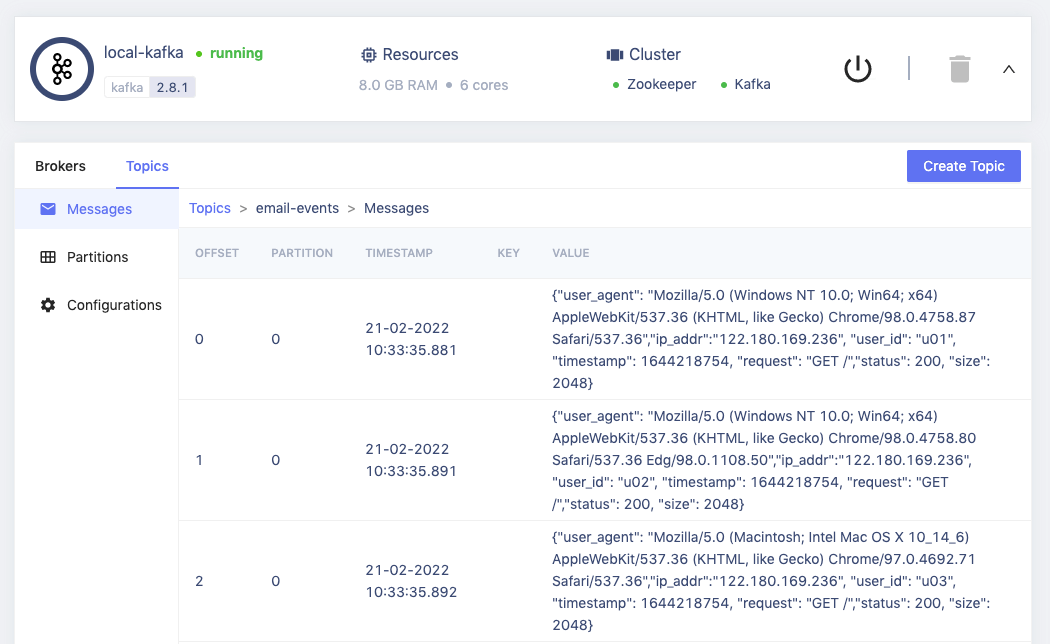 local-kafka • running
kafka 2.8.1
Resources
8.0 GB RAM • 6 cores
Cluster
• Zookeeper • Kafka
Brokers
Topics
Create Topic
Messages
Partitions
Configurations
Topics > email-events > Messages
OFFSET PARTITION TIMESTAMP KEY VALUE
0 0
21-02-2022
10:33:35.881
{"user_agent": "Mozilla/5.0 (Windows NT 10.0; Win64; x64)
AppleWebKit/537.36 (KHTML, like Gecko) Chrome/98.0.4758.87
Safari/537.36","ip_addr":"122.180.169.236", "user_id": "u01",
"timestamp": 1644218754, "request": "GET /","status": 200, "size":
2048}
1 0
21-02-2022
10:33:35.891
{"user_agent": "Mozilla/5.0 (Windows NT 10.0; Win64; x64)
AppleWebKit/537.36 (KHTML, like Gecko) Chrome/98.0.4758.80
Safari/537.36 Edg/98.0.1108.50","ip_addr":"122.180.169.236",
"user_id": "u02", "timestamp": 1644218754, "request": "GET
/","status": 200, "size": 2048}
2 0
21-02-2022
10:33:35.892
{"user_agent": "Mozilla/5.0 (Macintosh; Intel Mac OS X 10_14_6)
AppleWebKit/537.36 (KHTML, like Gecko) Chrome/97.0.4692.71
Safari/537.36","ip_addr":"122.180.169.236", "user_id": "u03",
"timestamp": 1644218754, "request": "GET /","status": 200, "size":
2048}